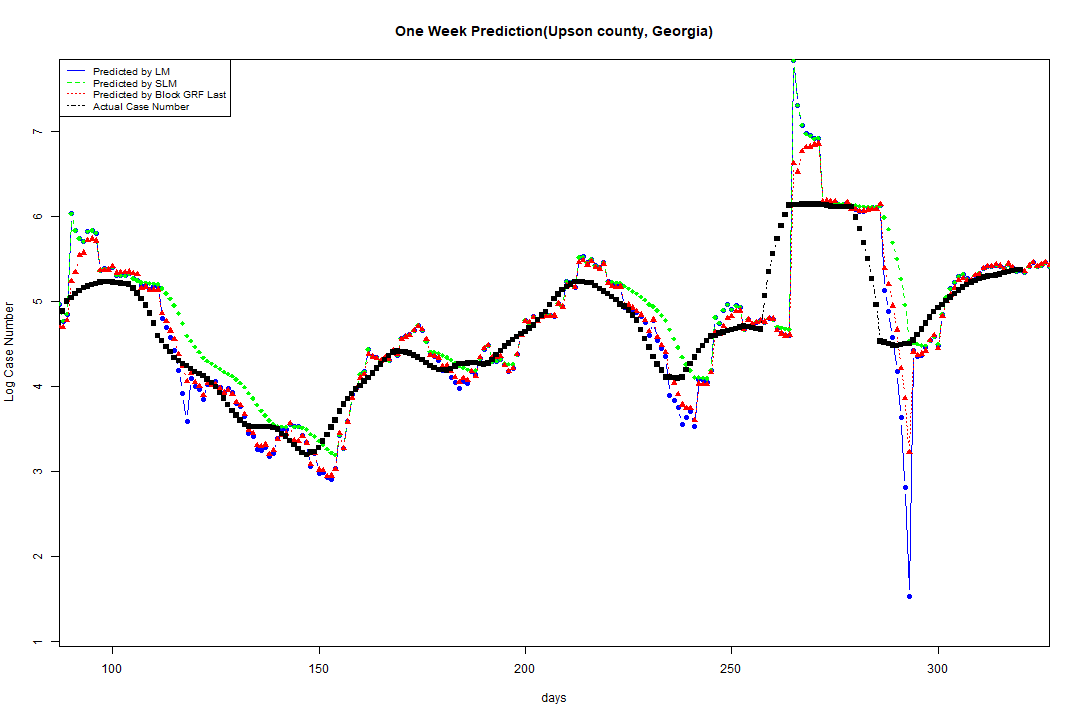 One Week Prediction(Upson county, Georgia)
Predicted by LM
Predicted by SLM
Predicted by Block GRF Last
Actual Case Number
7
6
5
4
3
2
1
Log Case Number
100 150 200 250 300
days